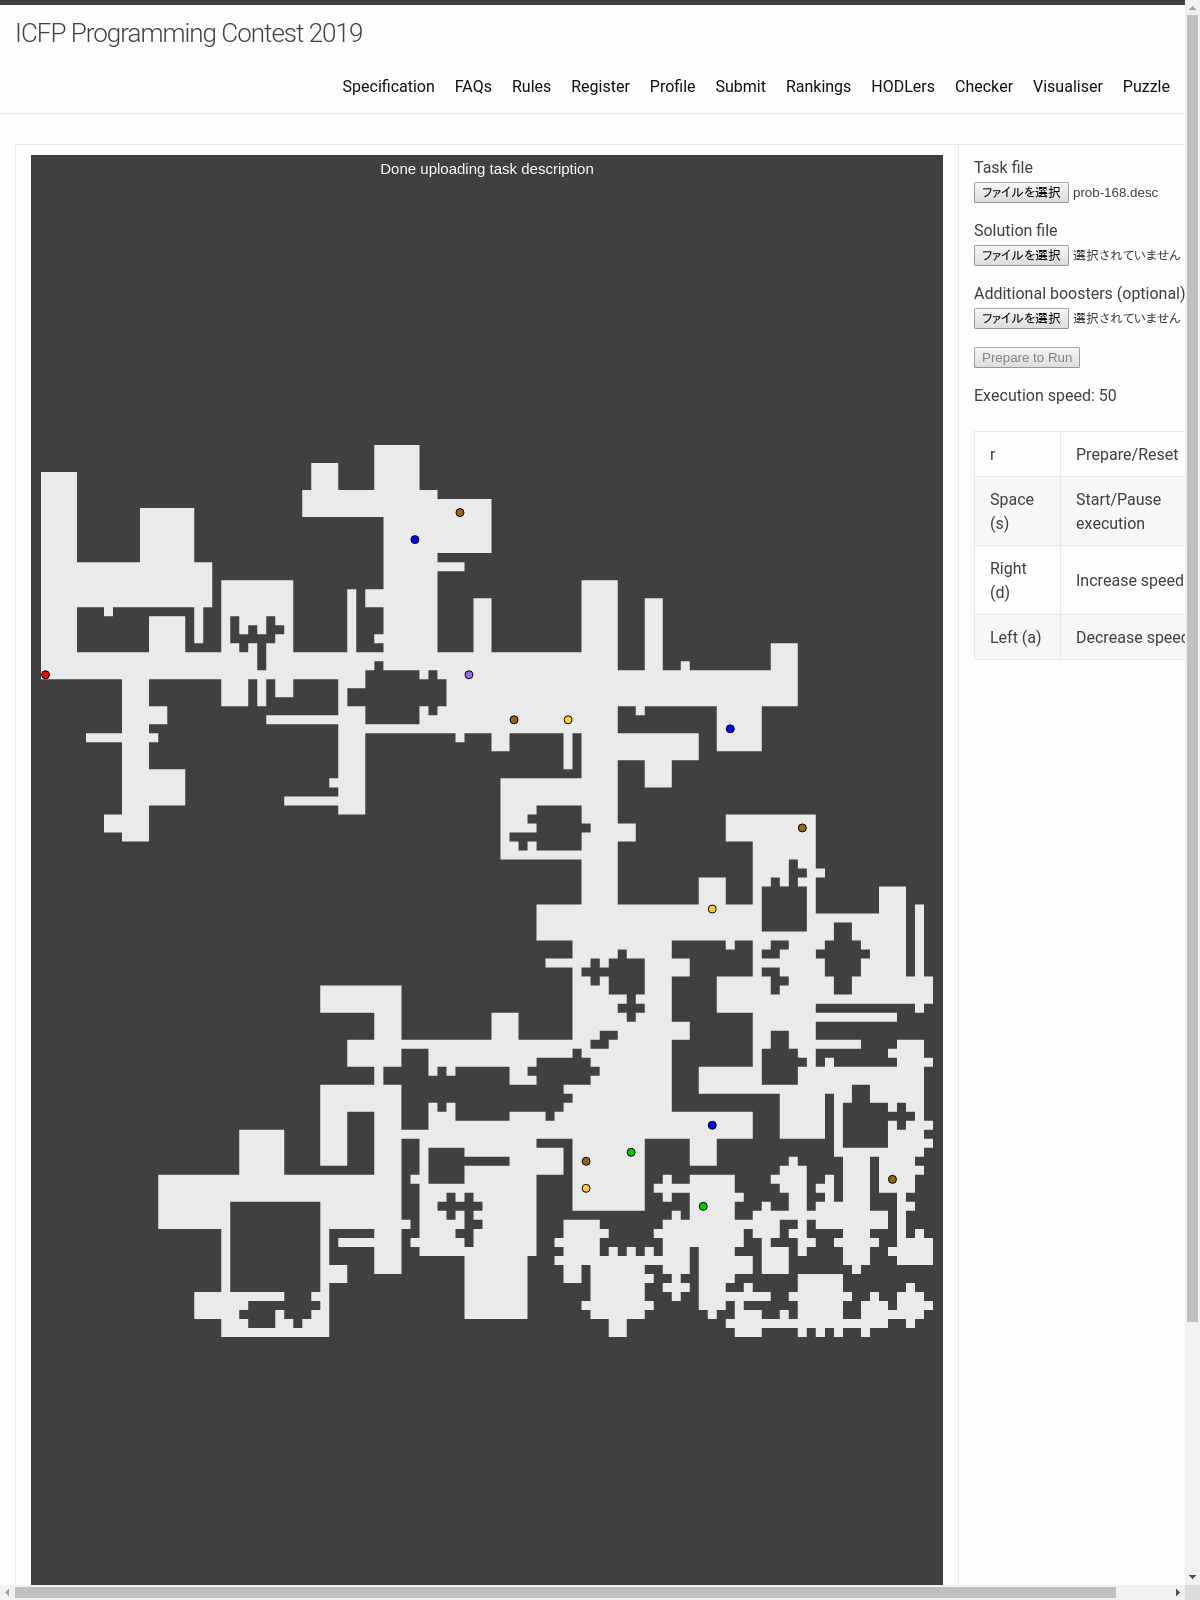 ICFP Programming Contest 2019
Specification FAQs Rules Register Profile Submit Rankings HODLers Checker Visualiser Puzzle
Done uploading task description
Task file
ファイルを選択 prob-168.desc
Solution file
ファイルを選択 選択されていません
Additional boosters (optional)
ファイルを選択 選択されていません
Prepare to Run
Execution speed: 50
r Prepare/Reset
Space (s) Start/Pause execution
Right (d) Increase speed
Left (a) Decrease speed